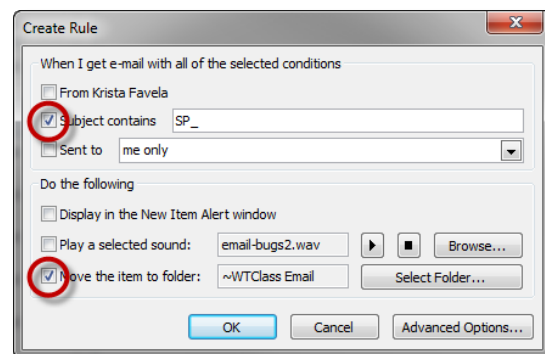 Create Rule
When I get e-mail with all of the selected conditions
From Krista Favela
Subject contains SP_
Sent to me only
Do the following
Display in the New Item Alert window
Play a selected sound: email-bugs2.wav Browse...
Move the item to folder: ~WTClass Email Select Folder...
OK Cancel Advanced Options...